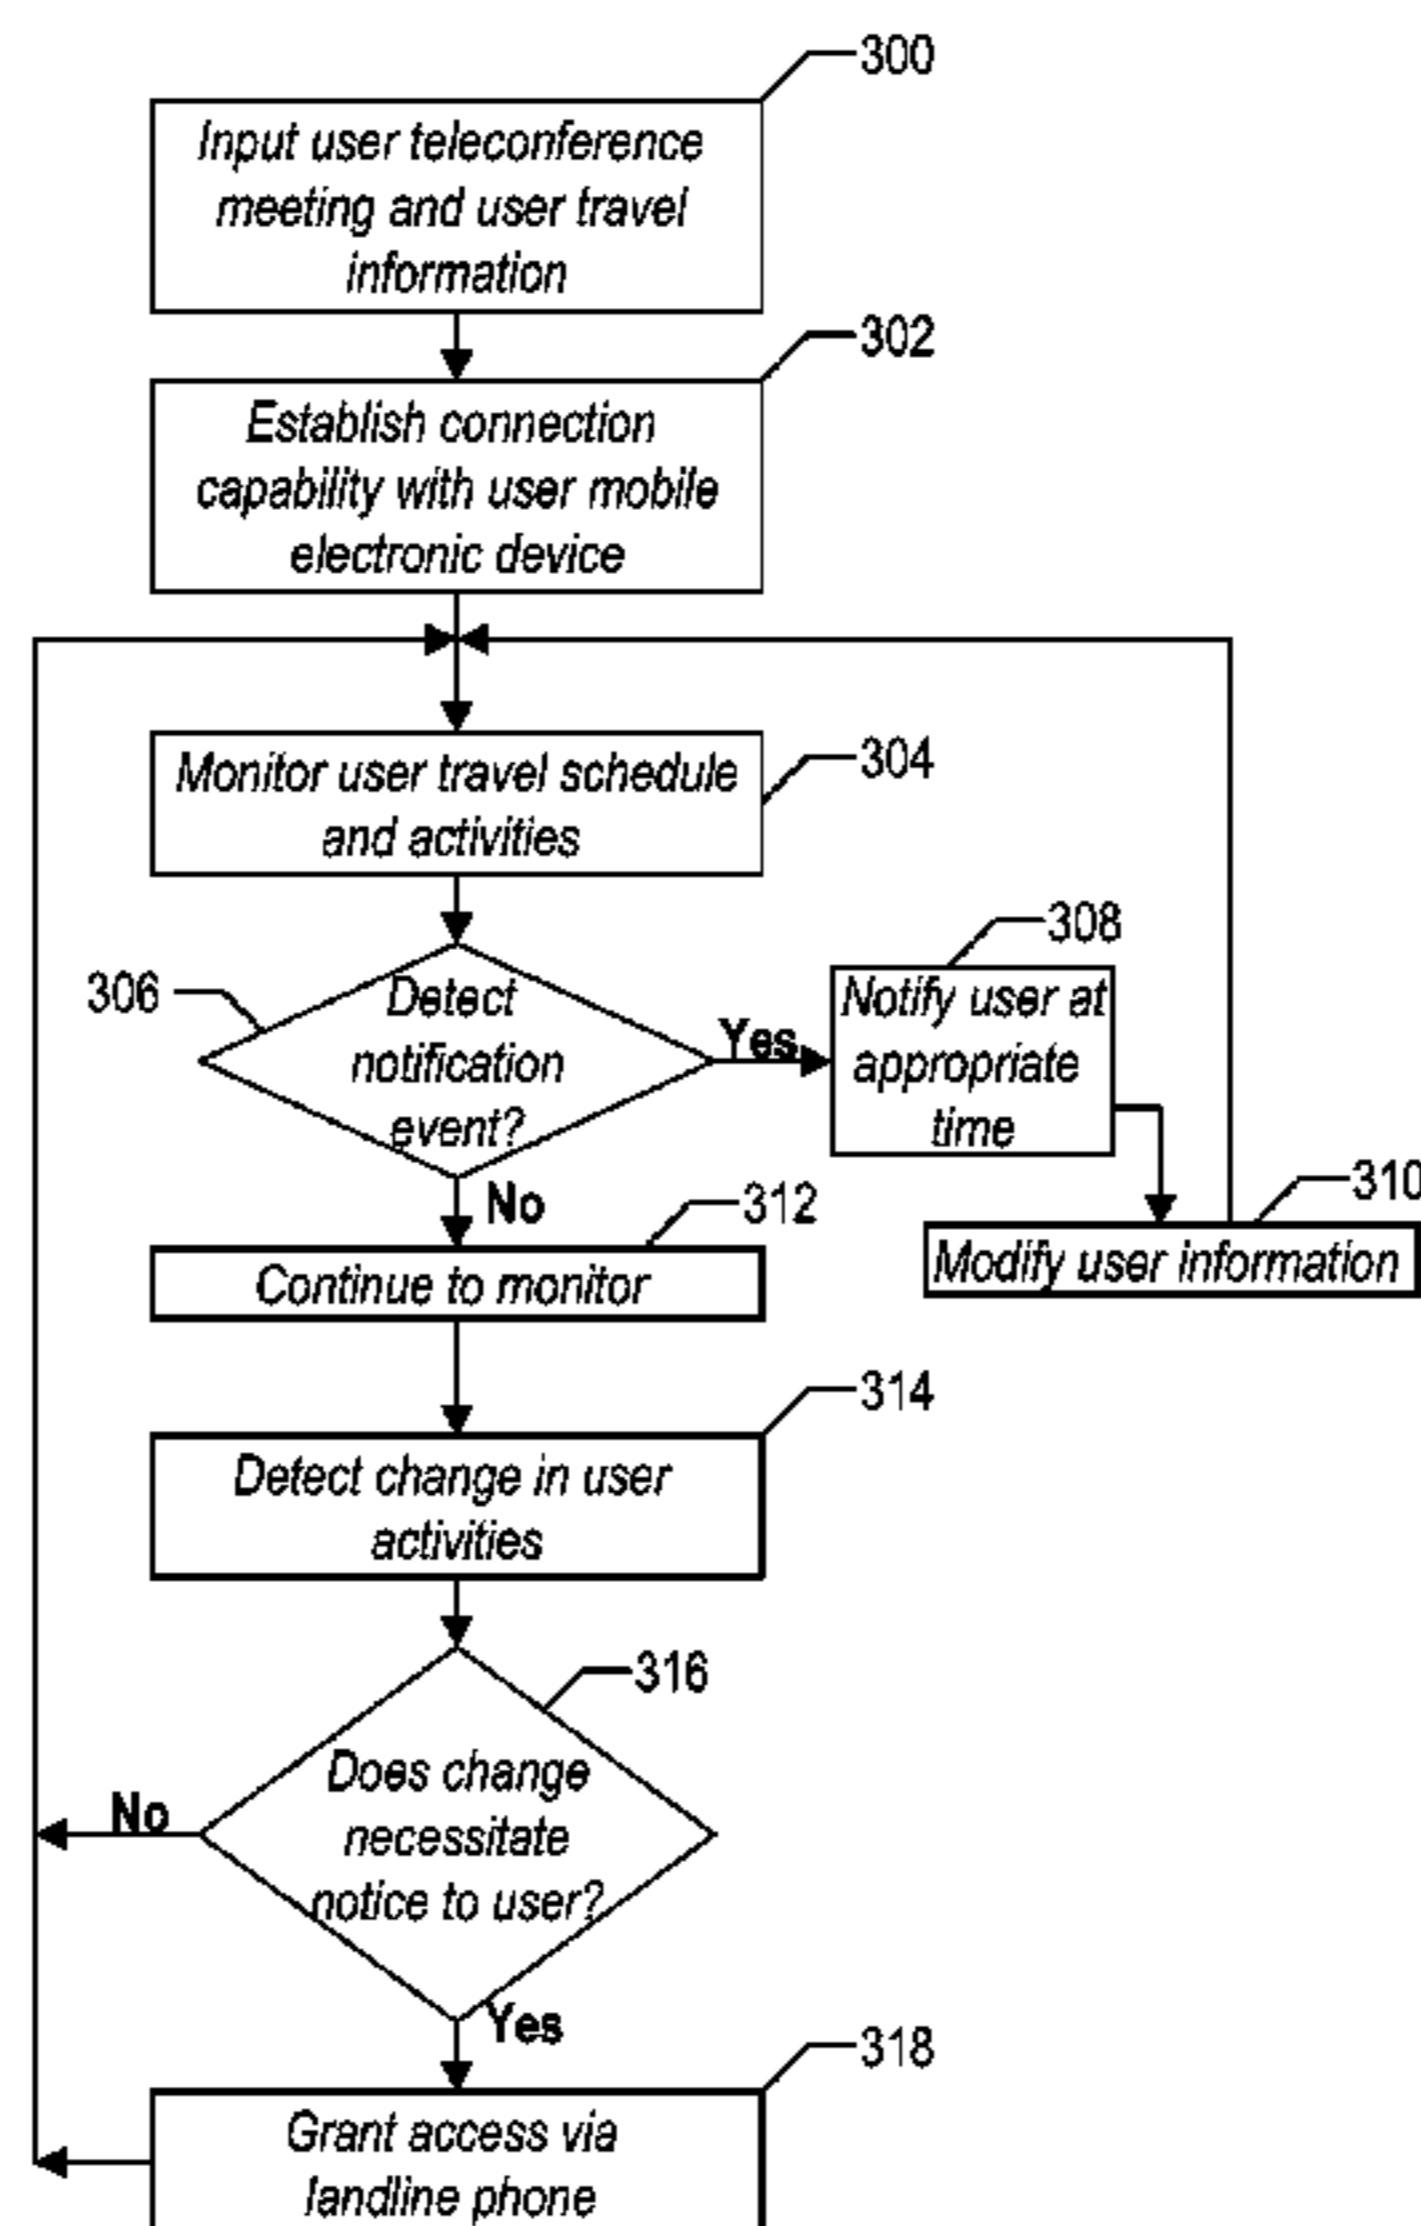 300
Input user teleconference
meeting and user travel
information
302
Establish connection
capability with user mobile
electronic device
304
Monitor user travel schedule
and activities
306
Detect
notification
event?
Yes
308
Notify user at
appropriate
time
310
Modify user information
No
312
Continue to monitor
314
Detect change in user
activities
316
Does change
necessitate
notice to user?
No
Yes
318
Grant access via
landline phone